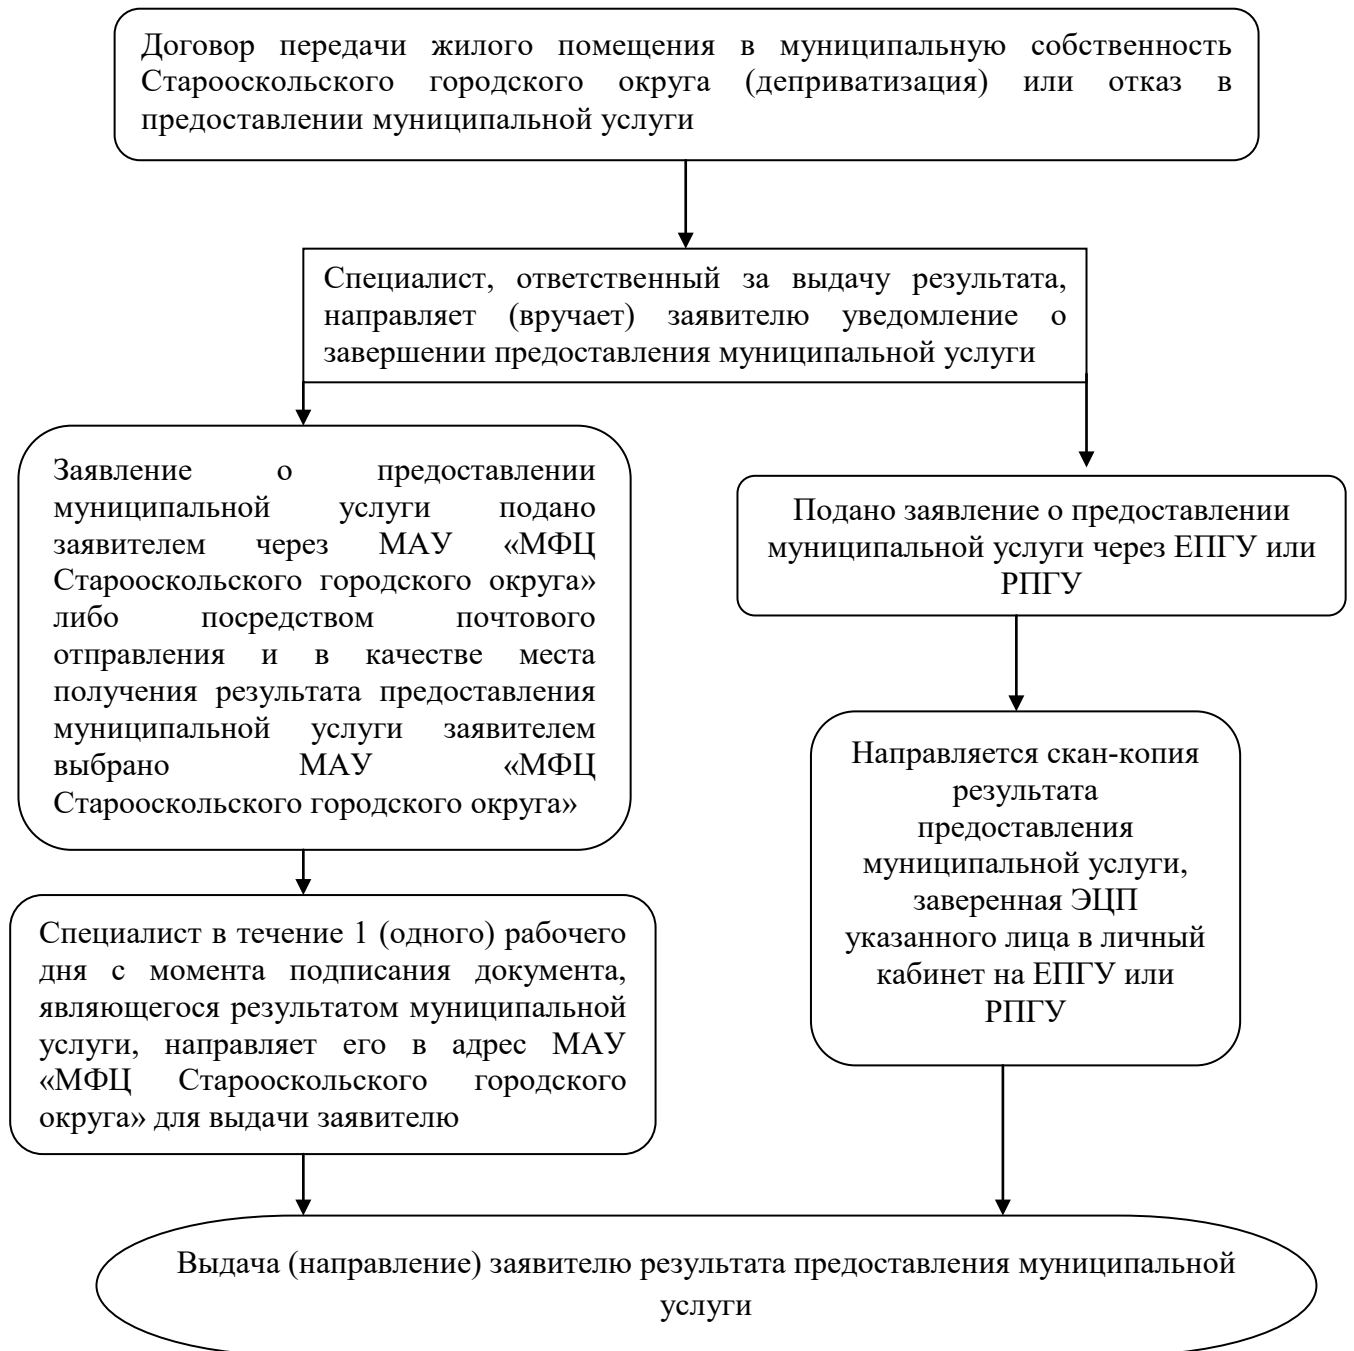 Договор передачи жилого помещения в муниципальную собственность
Старооскольского городского округа (деприватизация) или отказ в
предоставлении муниципальной услуги
Специалист, ответственный за выдачу результата,
направляет (вручает) заявителю уведомление о
завершении предоставления муниципальной услуги
Заявление о предоставлении
муниципальной услуги подано
заявителем через МАУ «МФЦ
Старооскольского городского округа»
либо посредством почтового
отправления и в качестве места
получения результата предоставления
муниципальной услуги заявителем
выбрано МАУ «МФЦ
Старооскольского городского округа»
Подано заявление о предоставлении
муниципальной услуги через ЕПГУ или
РПГУ
Специалист в течение 1 (одного) рабочего
дня с момента подписания документа,
являющегося результатом муниципальной
услуги, направляет его в адрес МАУ
«МФЦ Старооскольского городского
округа» для выдачи заявителю
Направляется скан-копия
результата
предоставления
муниципальной услуги,
заверенная ЭЦП
указанного лица в личный
кабинет на ЕПГУ или
РПГУ
Выдача (направление) заявителю результата предоставления муниципальной
услуги